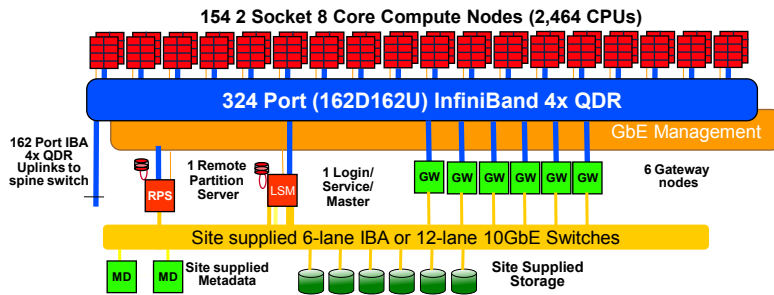 154 2 Socket 8 Core Compute Nodes (2,464 CPUs)
324 Port (162D162U) InfiniBand 4x QDR
GbE Management
162 Port IBA
4x QDR
Uplinks to
spine switch
RPS
1 Remote
Partition
Server
LSM
1 Login/
Service/
Master
GW
GW
GW
GW
GW
GW
6 Gateway
nodes
Site supplied 6-lane IBA or 12-lane 10GbE Switches
MD
MD
Site supplied
Metadata
Site Supplied
Storage